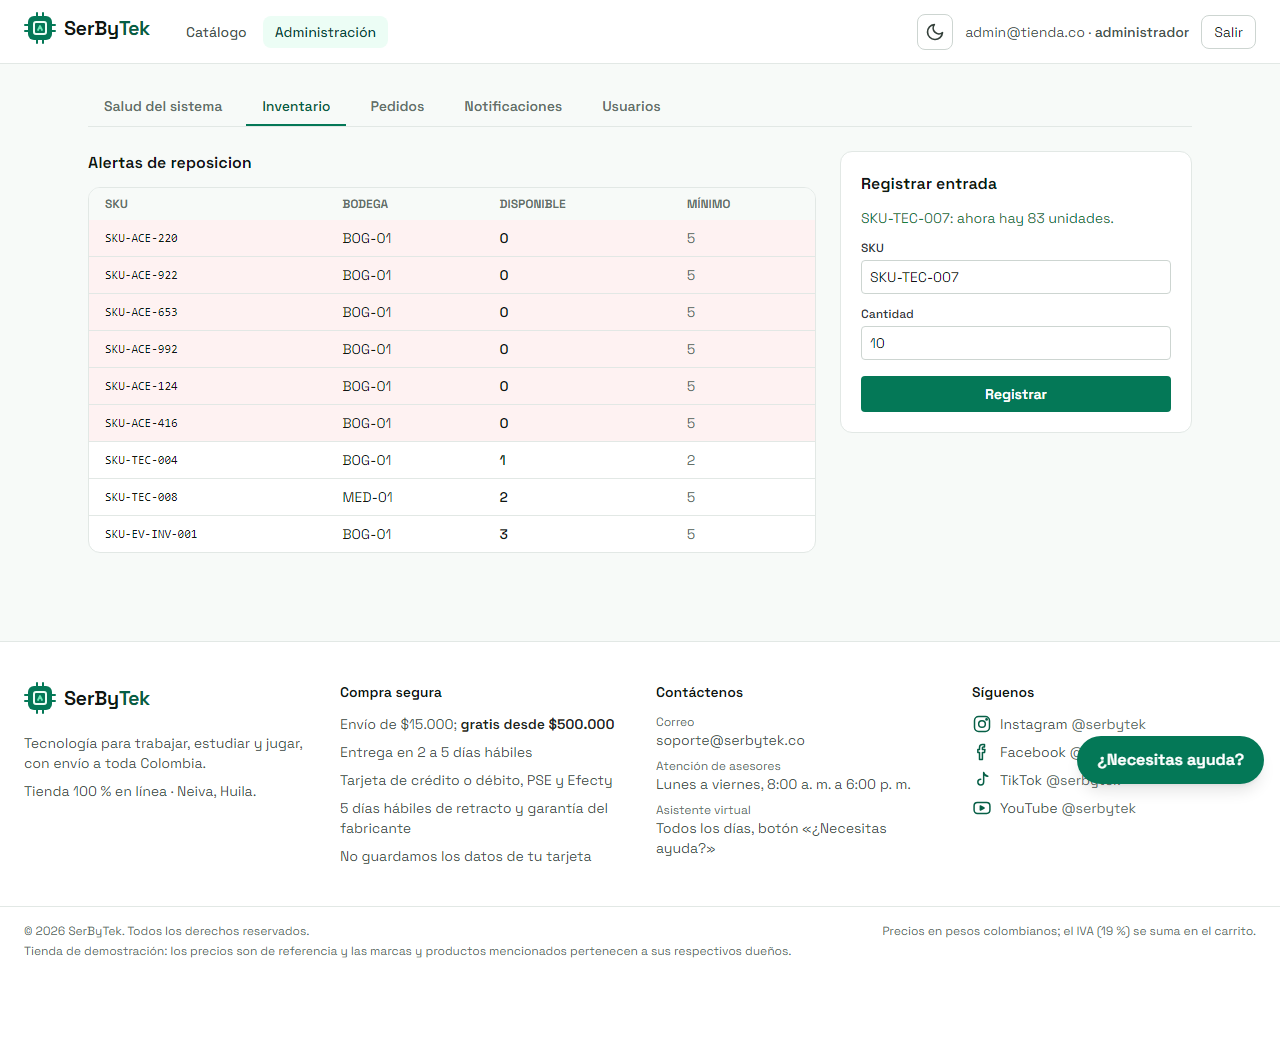 SerByTek
Catálogo
Administración
admin@tienda.co · administrador
Salir
Salud del sistema
Inventario
Pedidos
Notificaciones
Usuarios
Alertas de reposicion
SKU BODEGA DISPONIBLE MÍNIMO
SKU-ACE-220 BOG-01 0 5
SKU-ACE-922 BOG-01 0 5
SKU-ACE-653 BOG-01 0 5
SKU-ACE-992 BOG-01 0 5
SKU-ACE-124 BOG-01 0 5
SKU-ACE-416 BOG-01 0 5
SKU-TEC-004 BOG-01 1 2
SKU-TEC-008 MED-01 2 5
SKU-EV-INV-001 BOG-01 3 5
Registrar entrada
SKU-TEC-007: ahora hay 83 unidades.
SKU
SKU-TEC-007
Cantidad
10
Registrar
SerByTek
Tecnología para trabajar, estudiar y jugar,
con envío a toda Colombia.
Tienda 100 % en línea · Neiva, Huila.
Compra segura
Envío de $15.000; gratis desde $500.000
Entrega en 2 a 5 días hábiles
Tarjeta de crédito o débito, PSE y Efecty
5 días hábiles de retracto y garantía del
fabricante
No guardamos los datos de tu tarjeta
Contáctenos
Correo
soporte@serbytek.co
Atención de asesores
Lunes a viernes, 8:00 a. m. a 6:00 p. m.
Asistente virtual
Todos los días, botón «¿Necesitas
ayuda?»
Síguenos
Instagram @serbytek
Facebook
TikTok
YouTube @serbytek
¿Necesitas ayuda?
© 2026 SerByTek. Todos los derechos reservados.
Tienda de demostración: los precios son de referencia y las marcas y productos mencionados pertenecen a sus respectivos dueños.
Precios en pesos colombianos; el IVA (19 %) se suma en el carrito.